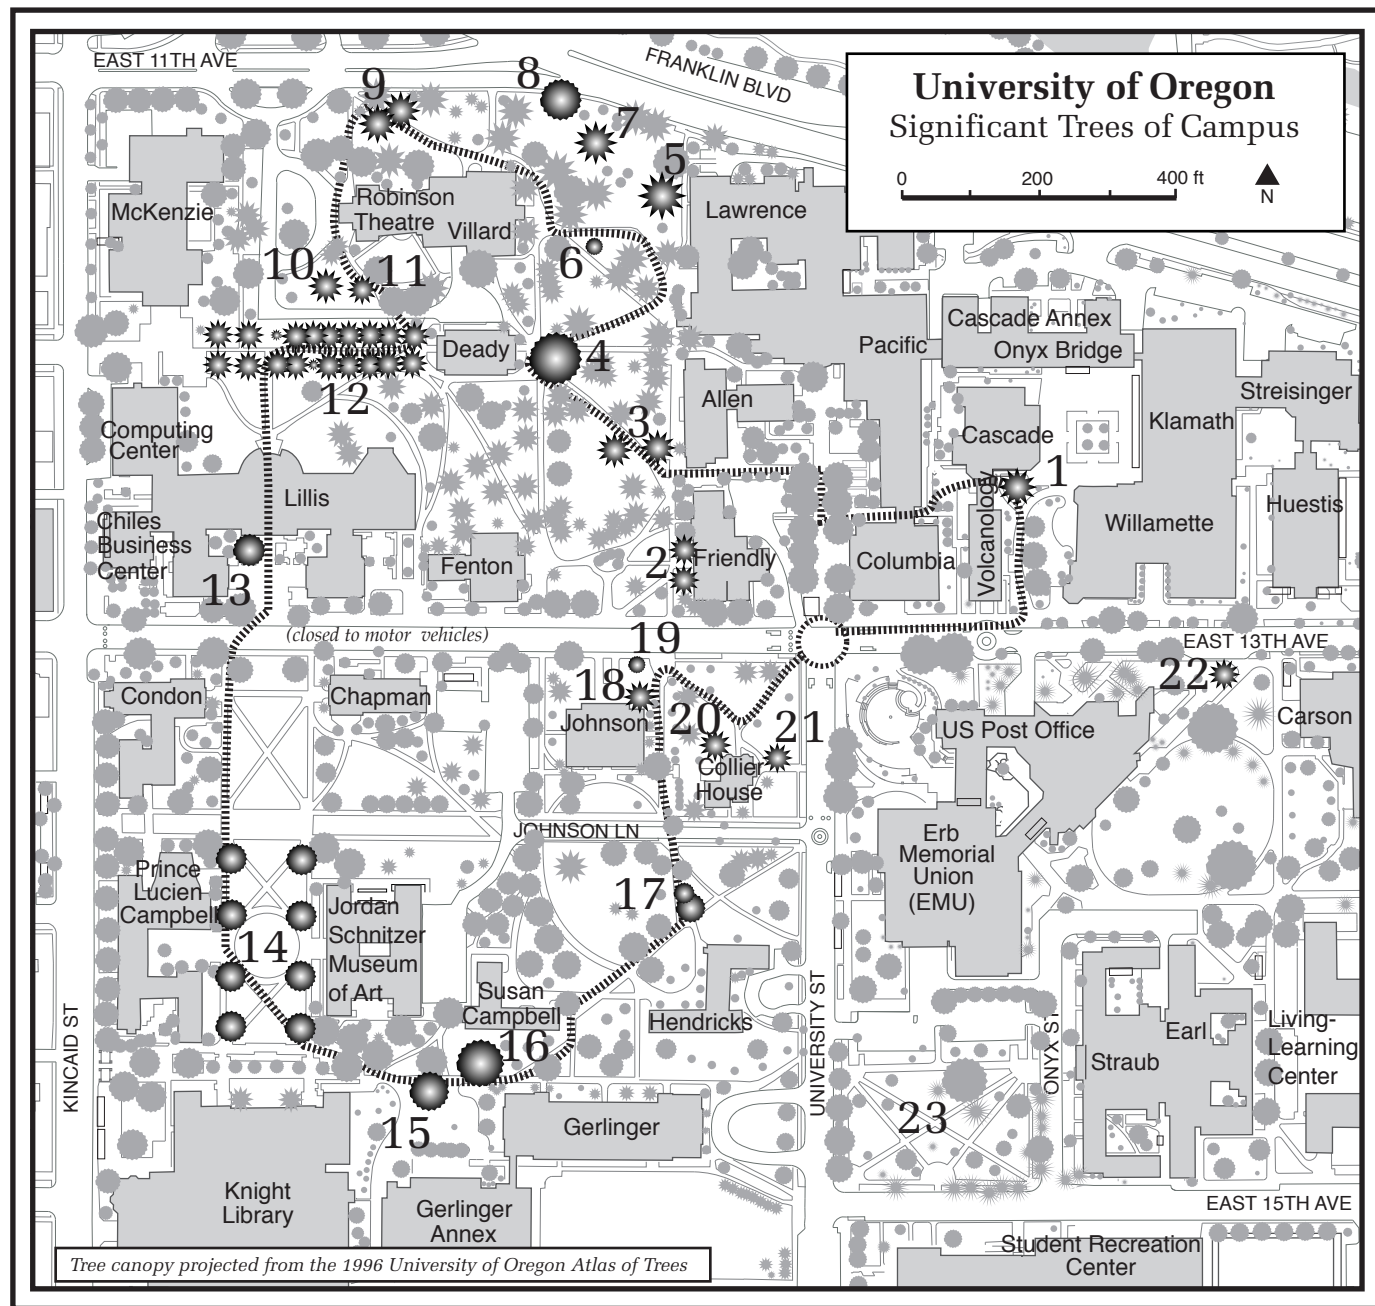 EAST 11TH AVE
FRANKLIN BLVD
University of Oregon
Significant Trees of Campus
0 200 400 ft
N
8
9
7
5
McKenzie
Robinson
Theatre
Villard
Lawrence
6
10
11
Cascade Annex
Onyx Bridge
Pacific
Deady
4
Streisinger
Allen
12
Klamath
3
Computing
Center
Cascade
1
Lillis
Huestis
Chiles
Business
Center
Willamette
Volcanology
2
Friendly
Columbia
Fenton
13
(closed to motor vehicles)
19
EAST 13TH AVE
22
18
Condon
Chapman
Johnson
20
21
US Post Office
Carson
Collier
House
JOHNSON LN
Erb
Memorial
Union
(EMU)
Prince
Lucien
Campbell
17
Jordan
Schnitzer
Museum
of Art
14
Susan
Campbell
Hendricks
16
KINCAID ST
UNIVERSITY ST
ONYX ST
Earl
Straub
Living-
Learning
Center
15
Gerlinger
23
Knight
Library
Gerlinger
Annex
EAST 15TH AVE
Student Recreation
Center
Tree canopy projected from the 1996 University of Oregon Atlas of Trees